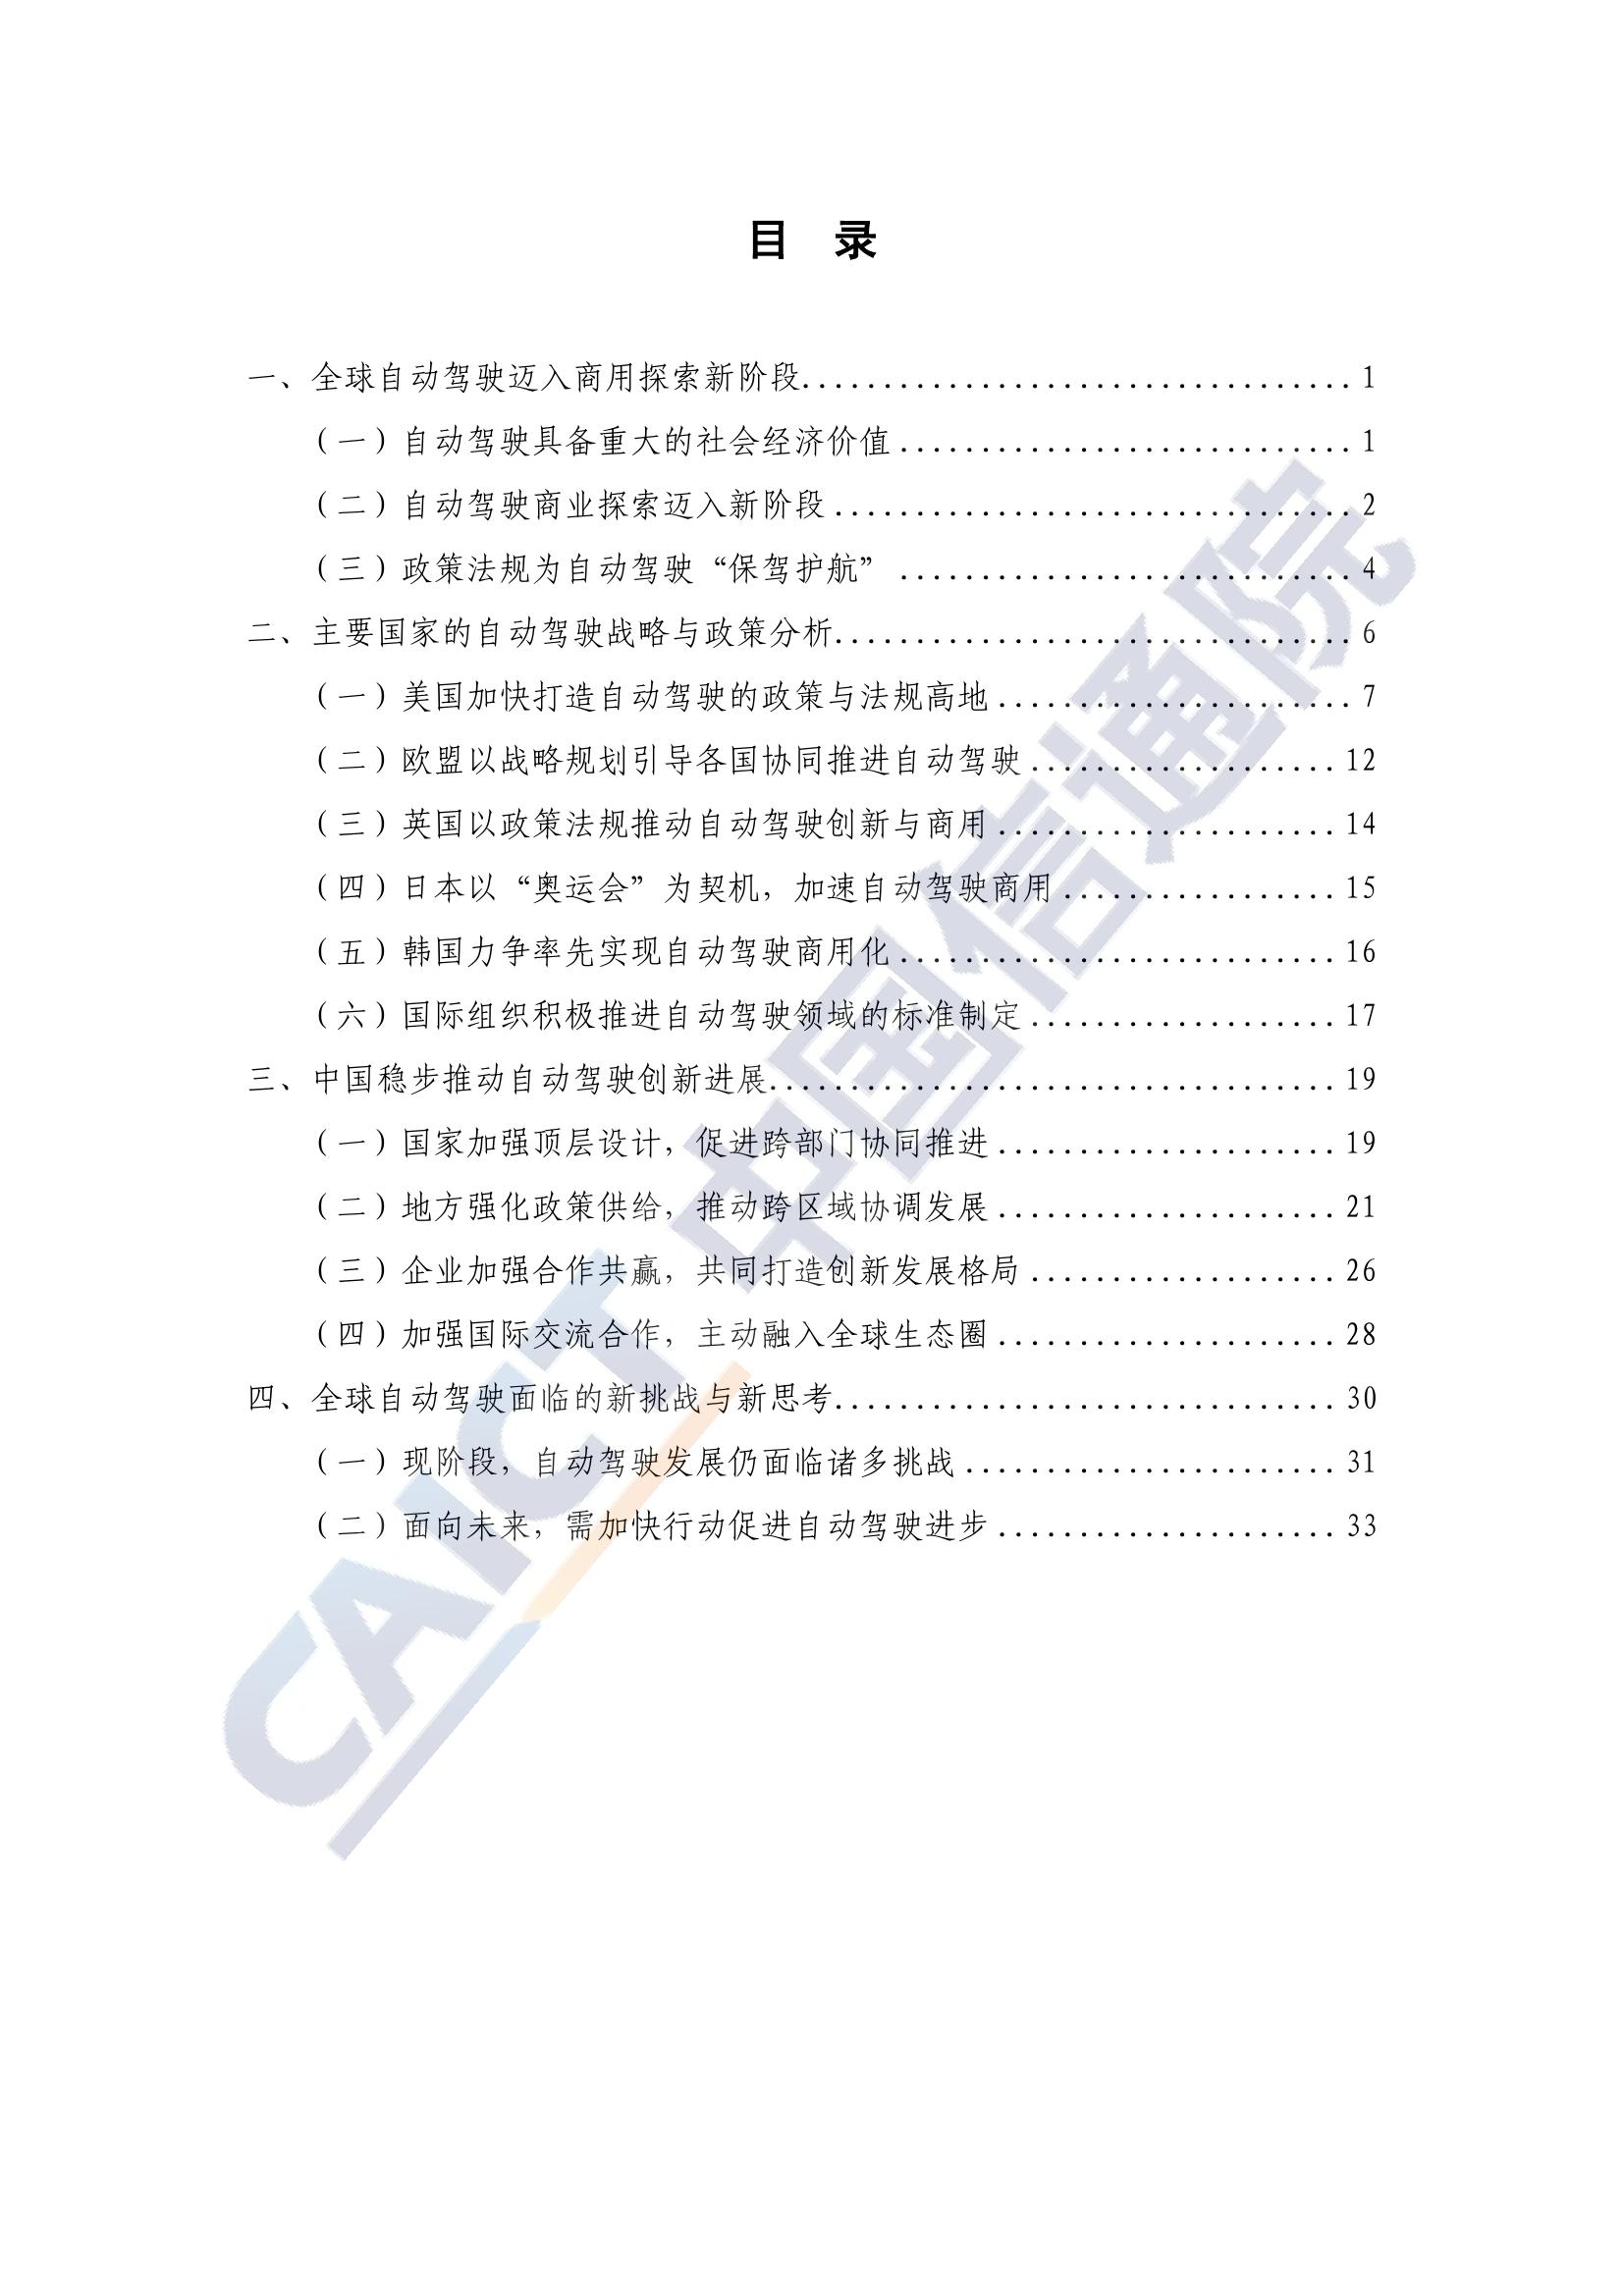 目 录
一、全球自动驾驶迈入商用探索新阶段.................................. 1
（一）自动驾驶具备重大的社会经济价值............................ 1
（二）自动驾驶商业探索迈入新阶段................................ 2
（三）政策法规为自动驾驶“保驾护航”............................ 4
二、主要国家的自动驾驶战略与政策分析................................ 6
（一）美国加快打造自动驾驶的政策与法规高地...................... 7
（二）欧盟以战略规划引导各国协同推进自动驾驶................... 12
（三）英国以政策法规推动自动驾驶创新与商用..................... 14
（四）日本以“奥运会”为契机，加速自动驾驶商用................. 15
（五）韩国力争率先实现自动驾驶商用化........................... 16
（六）国际组织积极推进自动驾驶领域的标准制定................... 17
三、中国稳步推动自动驾驶创新进展................................... 19
（一）国家加强顶层设计，促进跨部门协同推进..................... 19
（二）地方强化政策供给，推动跨区域协调发展..................... 21
（三）企业加强合作共赢，共同打造创新发展格局................... 26
（四）加强国际交流合作，主动融入全球生态圈..................... 28
四、全球自动驾驶面临的新挑战与新思考............................... 30
（一）现阶段，自动驾驶发展仍面临诸多挑战....................... 31
（二）面向未来，需加快行动促进自动驾驶进步..................... 33
CAICT 中国信通院